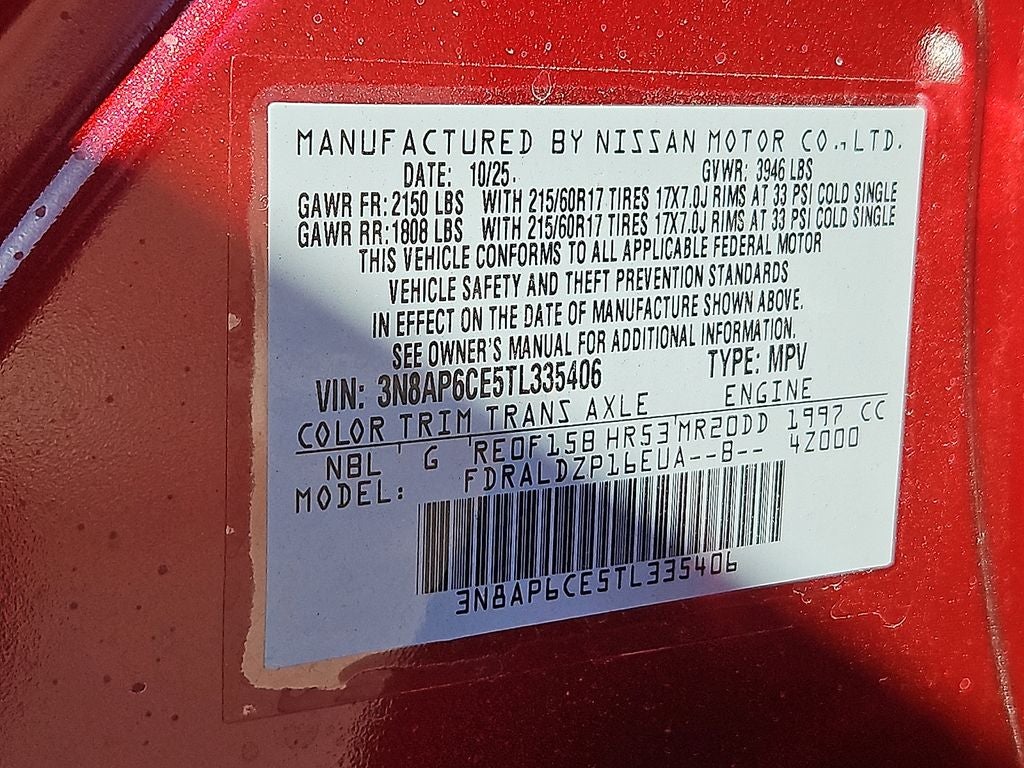 MANUFACTURED BY NISSAN MOTOR CO.,LTD.
DATE: 10/25. GVWR: 3946 LBS
GAWR FR: 2150 LBS WITH 215/60R17 TIRES 17X7.0J RIMS AT 33 PSI COLD SINGLE
GAWR RR: 1808 LBS WITH 215/60R17 TIRES 17X7.0J RIMS AT 33 PSI COLD SINGLE
THIS VEHICLE CONFORMS TO ALL APPLICABLE FEDERAL MOTOR
VEHICLE SAFETY AND THEFT PREVENTION STANDARDS
IN EFFECT ON THE DATE OF MANUFACTURE SHOWN ABOVE.
SEE OWNER'S MANUAL FOR ADDITIONAL INFORMATION.
VIN: 3N8AP6CE5TL335406 TYPE: MPV
COLOR TRIM TRANS AXLE ENGINE
NBL G RE0F15B HR53 MR20DD 1997 CC
MODEL: FDRALDZP16EUA--B-- 4Z000
3N8AP6CE5TL335406